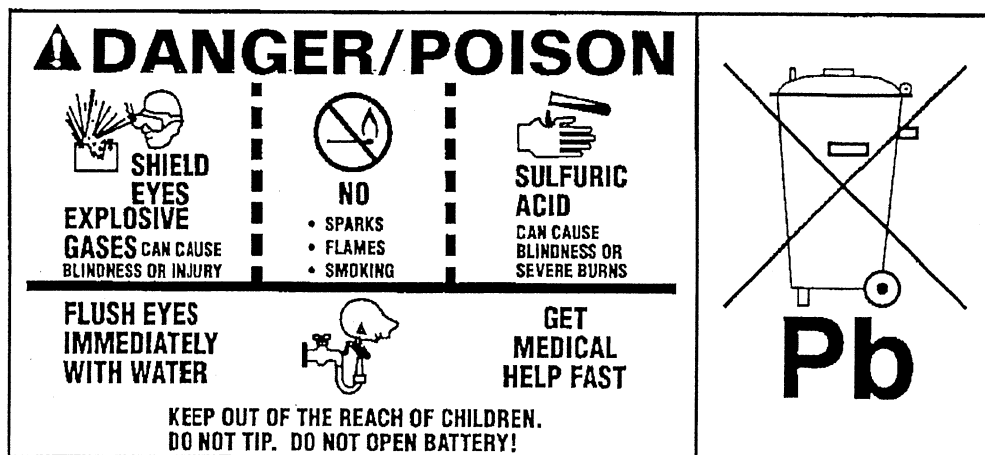 DANGER/POISON
SHIELD
EYES
EXPLOSIVE
GASES CAN CAUSE
BLINDNESS OR INJURY
NO
• SPARKS
• FLAMES
• SMOKING
SULFURIC
ACID
CAN CAUSE
BLINDNESS OR
SEVERE BURNS
FLUSH EYES
IMMEDIATELY
WITH WATER
GET
MEDICAL
HELP FAST
KEEP OUT OF THE REACH OF CHILDREN.
DO NOT TIP. DO NOT OPEN BATTERY!
Pb